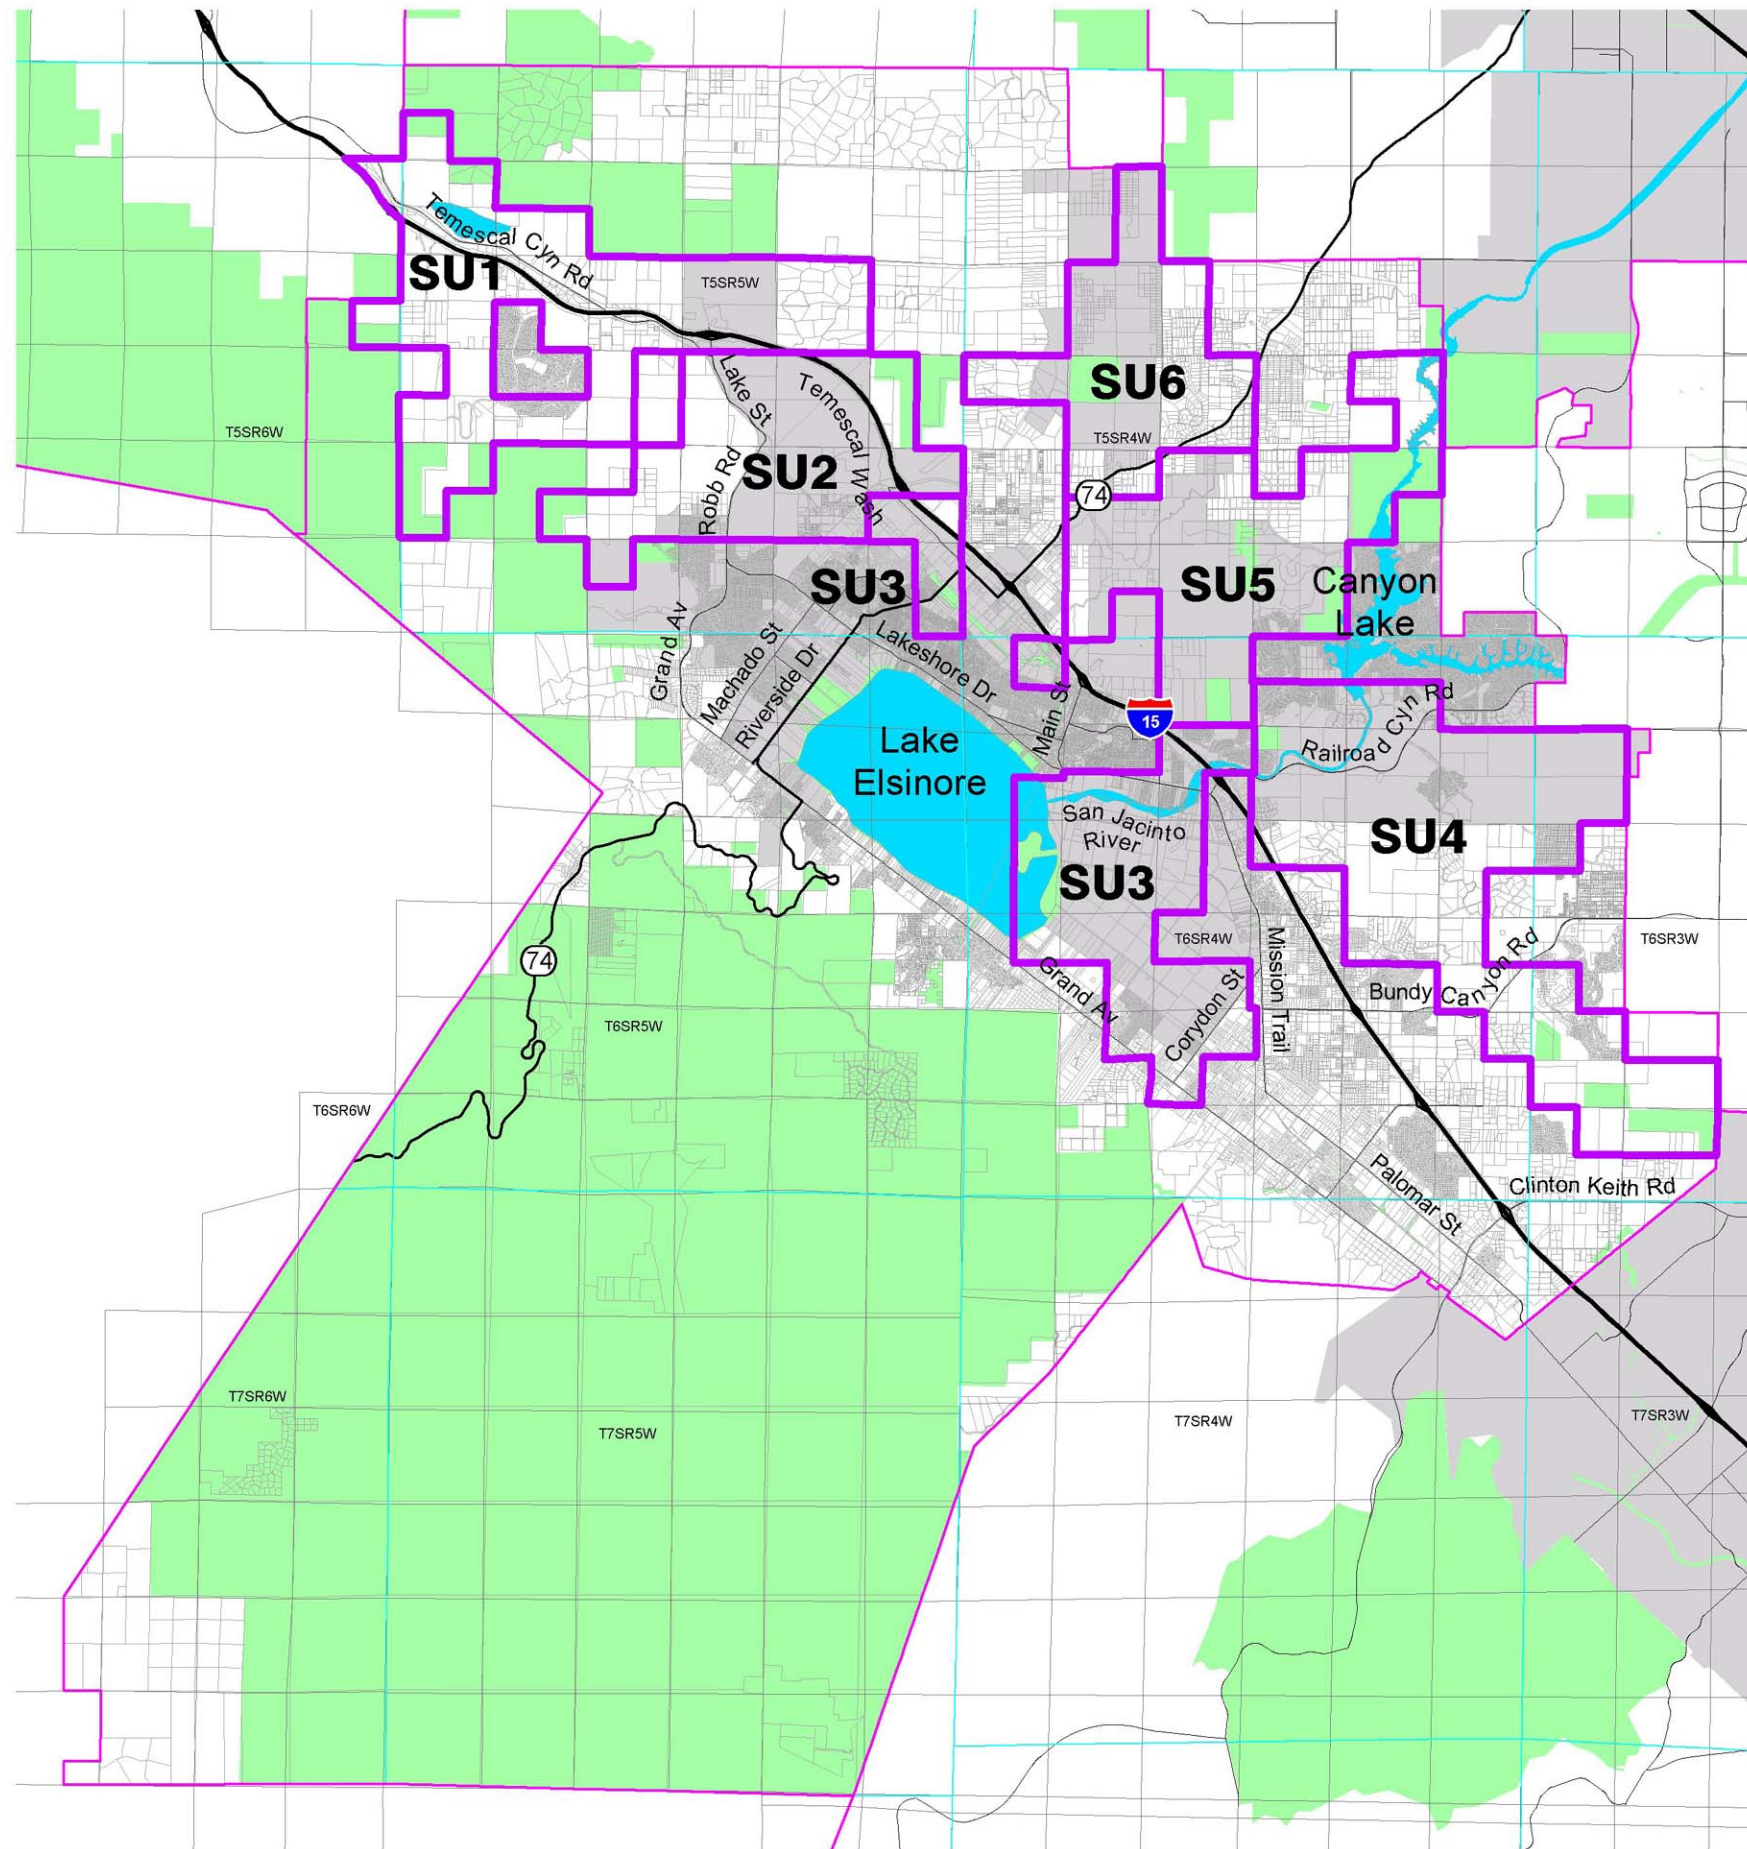 Temescal Cyn Rd
SU1
T5SR5W
Lake St
Temescal Wash
SU6
T5SR6W
T5SR4W
Robb Rd
SU2
74
SU3
SU5
Canyon
Lake
Grand Av
Machado St
Riverside Dr
Lakeshore Dr
Main St
15
Railroad Cyn Rd
Lake
Elsinore
San Jacinto
River
SU4
SU3
T6SR4W
T6SR3W
74
Mission Trail
Grand Av
Corydon St
Bundy Canyon Rd
T6SR5W
T6SR6W
Palomar St
Clinton Keith Rd
T7SR6W
T7SR5W
T7SR4W
T7SR3W